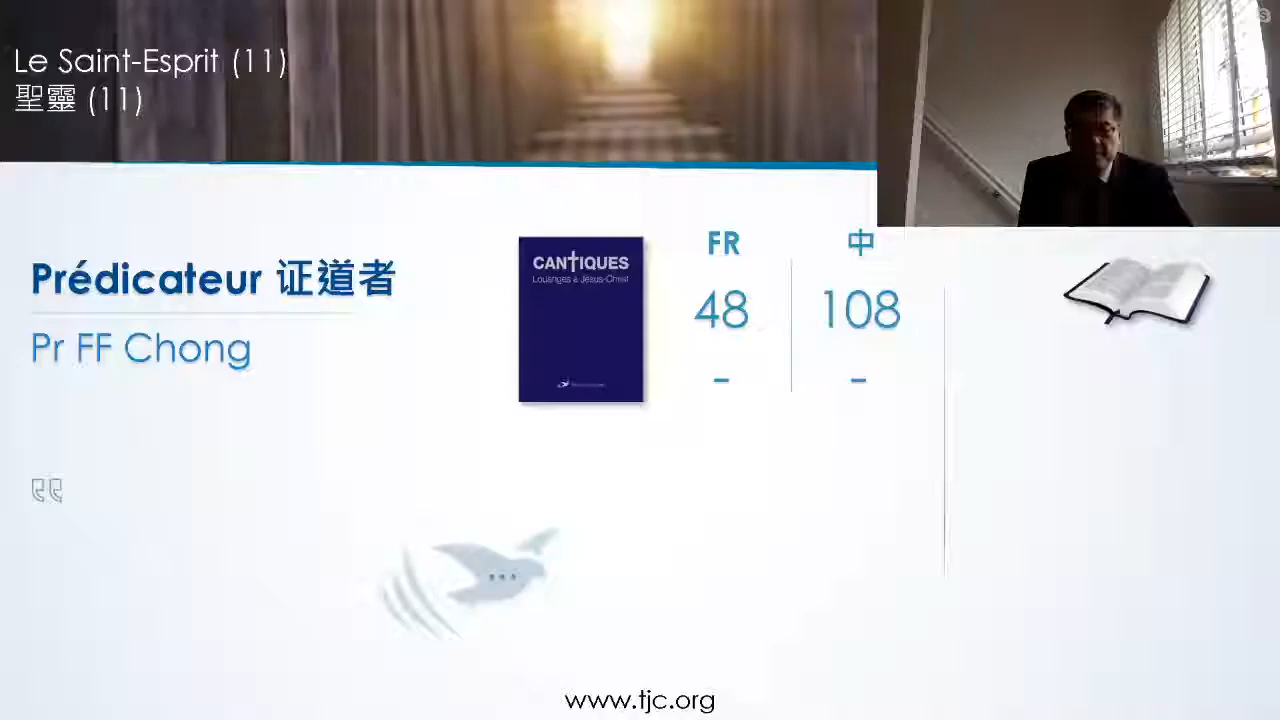 Le Saint-Esprit (11)
聖靈 (11)
Prédicateur 证道者
Pr FF Chong
CANTIQUES
Louanges à Jésus-Christ
FR
中
48
108
–
–
www.tjc.org